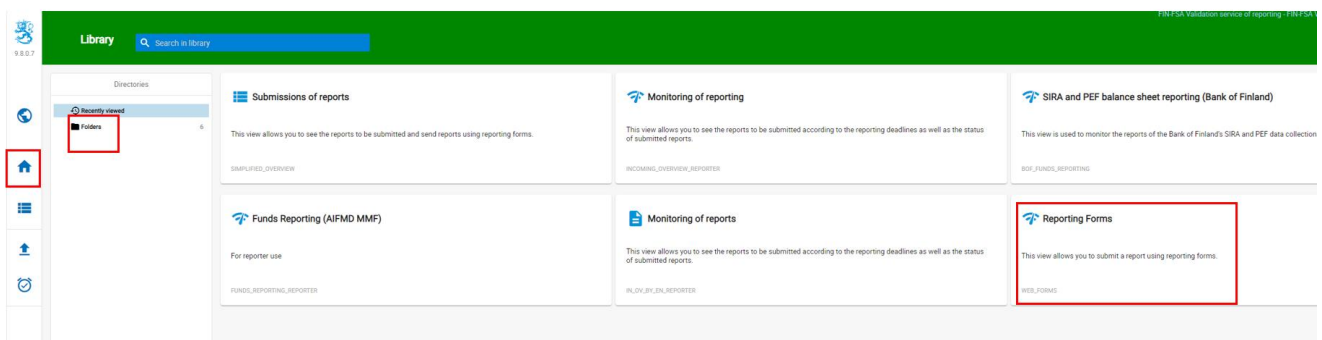 FIN-FSA Validation service of reporting - FIN-FSA
9.8.0.7
Library
Search in library
Directories
Recently viewed
Folders
6
Submissions of reports
This view allows you to see the reports to be submitted and send reports using reporting forms.
SIMPLIFIED_OVERVIEW
Monitoring of reporting
This view allows you to see the reports to be submitted according to the reporting deadlines as well as the status
of submitted reports.
INCOMING_OVERVIEW_REPORTER
SIRA and PEF balance sheet reporting (Bank of Finland)
This view is used to monitor the reports of the Bank of Finland's SIRA and PEF data collection
BOF_FUNDS_REPORTING
Funds Reporting (AIFMD MMF)
For reporter use
FUNDS_REPORTING_REPORTER
Monitoring of reports
This view allows you to see the reports to be submitted according to the reporting deadlines as well as the status
of submitted reports.
IN_OV_BY_EN_REPORTER
Reporting Forms
This view allows you to submit a report using reporting forms.
WEB_FORMS